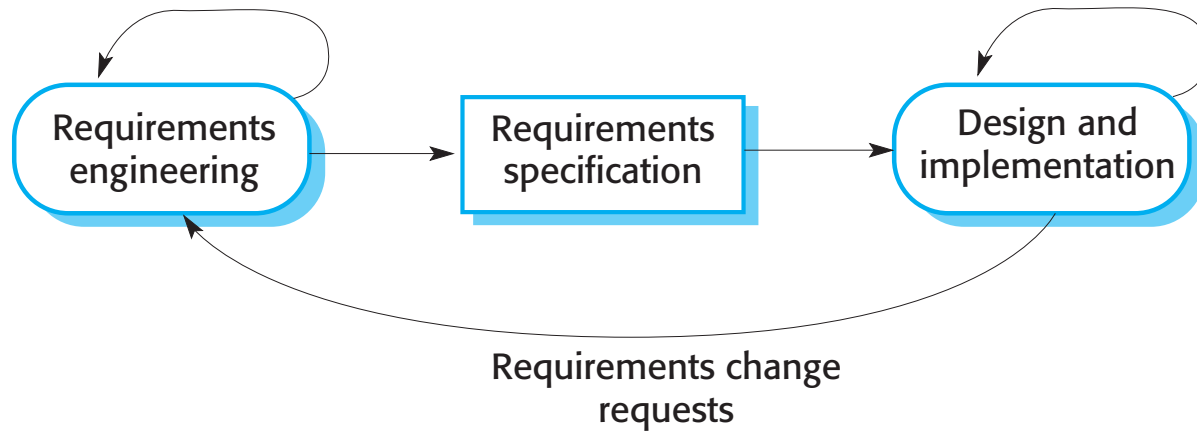 Requirements
engineering
Requirements
specification
Design and
implementation
Requirements change
requests